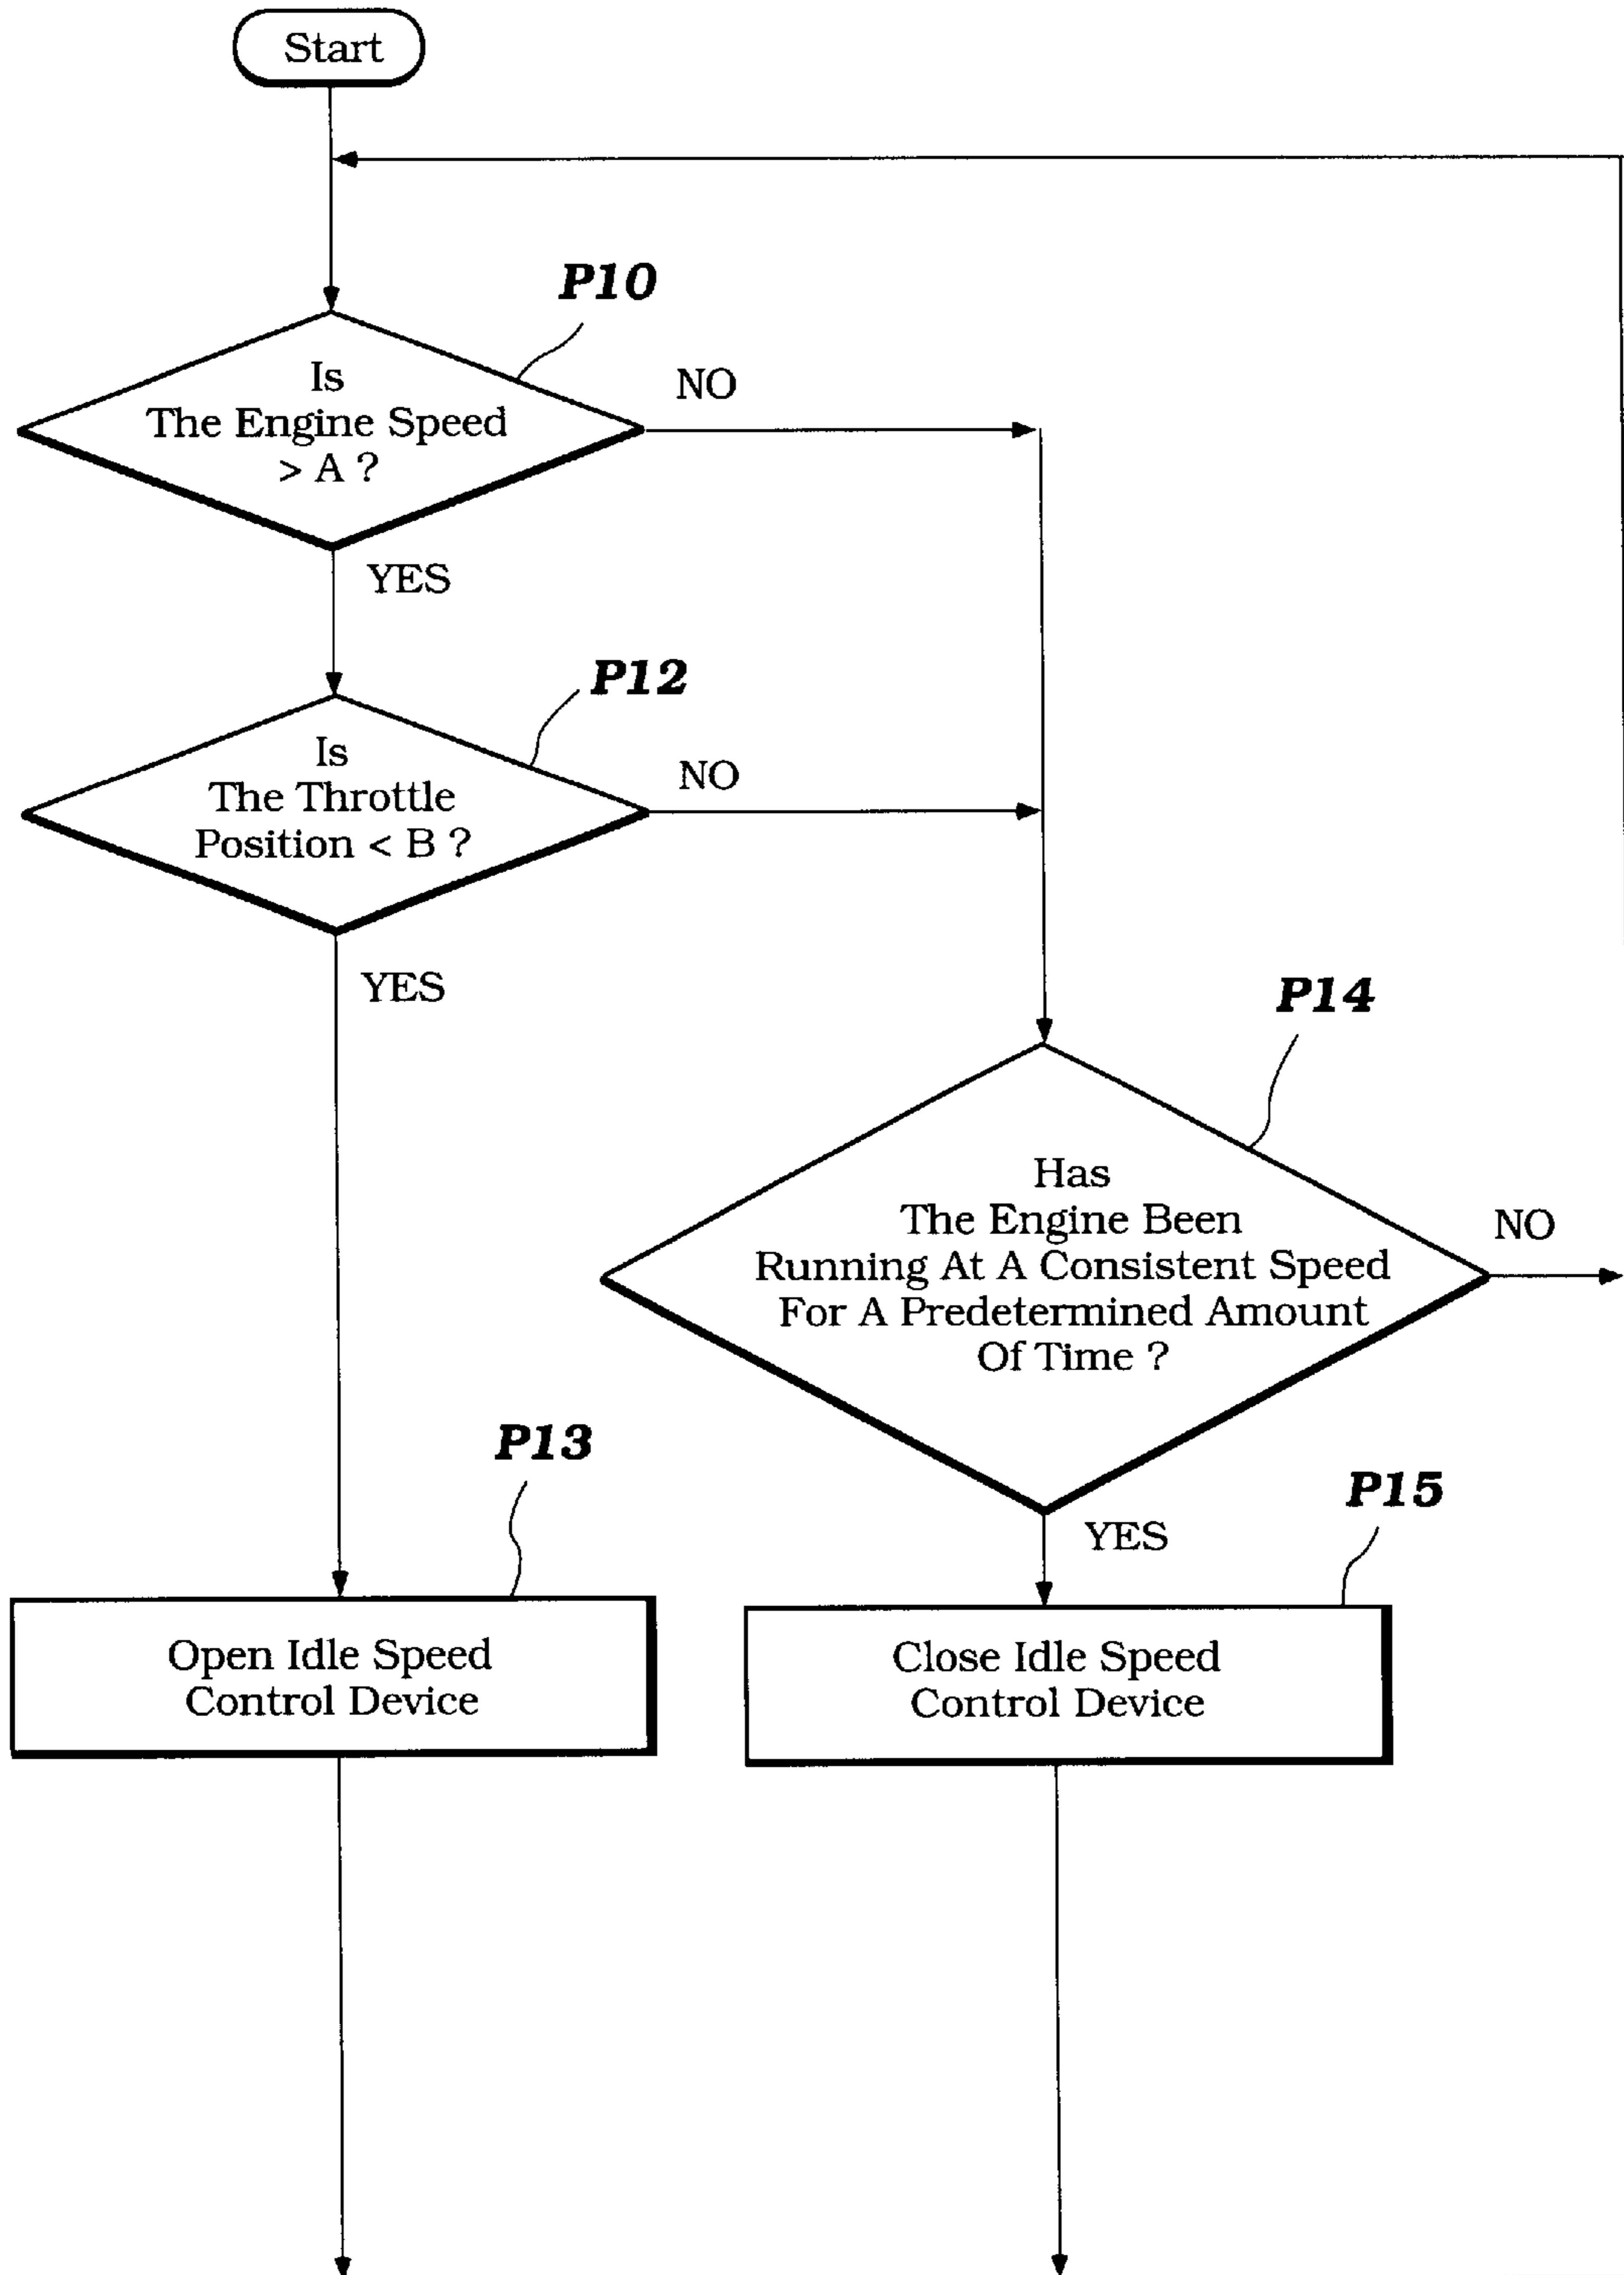 Start
P10
Is
The Engine Speed
> A ?
NO
YES
P12
Is
The Throttle
Position < B ?
NO
YES
P14
Has
The Engine Been
Running At A Consistent Speed
For A Predetermined Amount
Of Time ?
NO
YES
P13
Open Idle Speed
Control Device
P15
Close Idle Speed
Control Device